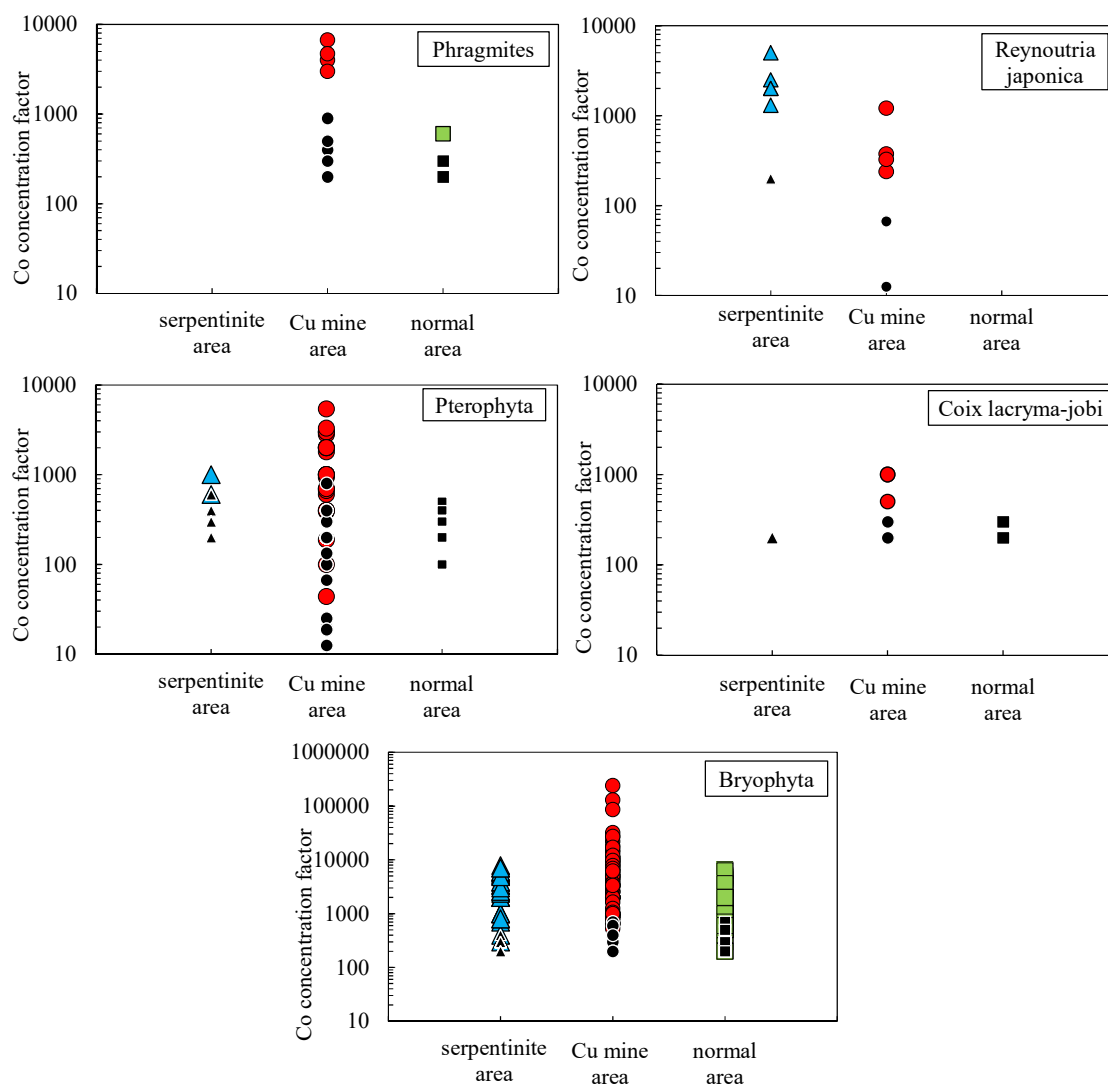 Phragmites
Co concentration factor
10000
1000
100
10
serpentinite
area
Cu mine
area
normal
area
Reynoutria
japonica
Co concentration factor
10000
1000
100
10
serpentinite
area
Cu mine
area
normal
area
Pterophyta
Co concentration factor
10000
1000
100
10
serpentinite
area
Cu mine
area
normal
area
Coix lacryma-jobi
Co concentration factor
10000
1000
100
10
serpentinite
area
Cu mine
area
normal
area
Bryophyta
Co concentration factor
1000000
100000
10000
1000
100
10
serpentinite
area
Cu mine
area
normal
area